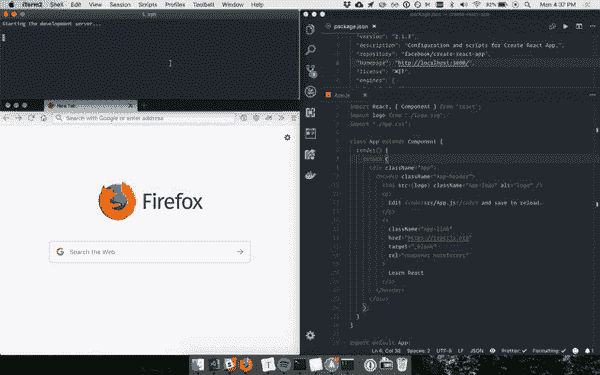 iTerm2 Shell Edit View Session Scripts Profiles Toolbelt Window Help
Mon 4:37 PM
1. zsh
Starting the development server...
New Tab
Search with Google or enter address
Firefox
Search the Web
package.json — create-react-app
package.json
"version": "2.1.3",
"description": "Configuration and scripts for Create React App.",
"repository": "facebook/create-react-app",
"homepage": "http://localhost:3000/",
"license": "MIT",
"engines": {
App.js
import React, { Component } from "react";
import logo from "./logo.svg";
import "./App.css";
class App extends Component {
render() {
return (
<div className="App">
<header className="App-header">
<img src={logo} className="App-logo" alt="logo" />
<p>
Edit <code>src/App.js</code> and save to reload.
</p>
<a
className="App-link"
href="https://reactjs.org"
target="_blank"
rel="noopener noreferrer"
>
Learn React
</a>
</header>
</div>
);
}
}
export default App;
Spaces: 2 UTF-8 LF JSON Prettier: ✓ Formatting: ✓